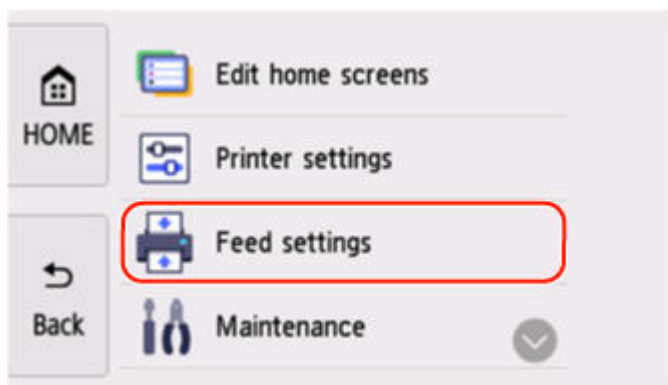 HOME
Back
Edit home screens
Printer settings
Feed settings
Maintenance